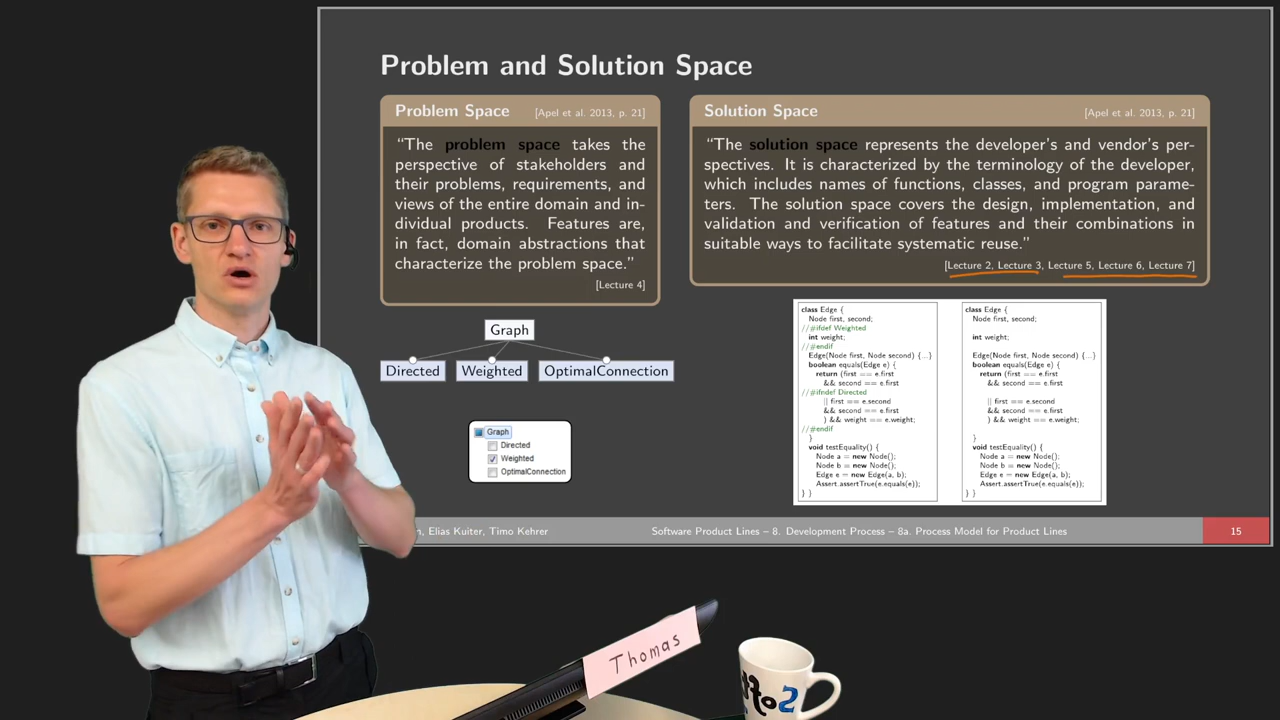 Problem and Solution Space
Problem Space [Apel et al. 2013, p. 21]
“The problem space takes the
perspective of stakeholders and
their problems, requirements, and
views of the entire domain and in-
dividual products. Features are,
in fact, domain abstractions that
characterize the problem space.”
[Lecture 4]
Solution Space [Apel et al. 2013, p. 21]
“The solution space represents the developer’s and vendor’s per-
spectives. It is characterized by the terminology of the developer,
which includes names of functions, classes, and program parame-
ters. The solution space covers the design, implementation, and
validation and verification of features and their combinations in
suitable ways to facilitate systematic reuse.”
[Lecture 2, Lecture 3, Lecture 5, Lecture 6, Lecture 7]
Graph
Directed Weighted OptimalConnection
Graph
Directed
Weighted
OptimalConnection
class Edge {
Node first, second;
//#ifdef Weighted
int weight;
//#endif
Edge(Node first, Node second) {...}
boolean equals(Edge e) {
return (first == e.first
&& second == e.first
//#ifndef Directed
|| first == e.second
&& second == e.first
) && weight == e.weight;
//#endif
}
void testEquality() {
Node a = new Node();
Node b = new Node();
Edge e = new Edge(a, b);
Assert.assertTrue(e.equals(e));
} }
class Edge {
Node first, second;
int weight;
Edge(Node first, Node second) {...}
boolean equals(Edge e) {
return (first == e.first
&& second == e.first
|| first == e.second
&& second == e.first
) && weight == e.weight;
}
void testEquality() {
Node a = new Node();
Node b = new Node();
Edge e = new Edge(a, b);
Assert.assertTrue(e.equals(e));
} }
Elias Kuiter, Timo Kehrer
Software Product Lines – 8. Development Process – 8a. Process Model for Product Lines
15
Thomas